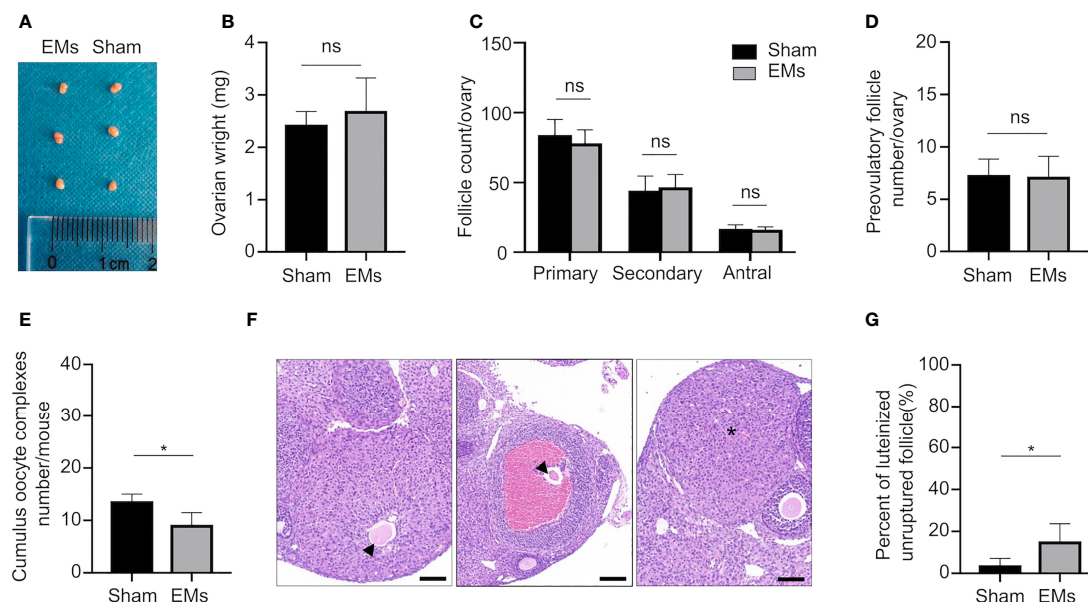 A
EMs Sham
0 1cm 2
B
Ovarian wright (mg)
4
3
2
1
0
ns
Sham EMs
C
Follicle count/ovary
150
100
50
0
ns
ns
ns
Sham
EMs
Primary Secondary Antral
D
Preovulatory follicle
number/ovary
20
15
10
5
0
ns
Sham EMs
E
Cumulus oocyte complexes
number/mouse
40
30
20
10
0
*
Sham EMs
F
*
G
Percent of luteinized
unruptured follicle(%)
100
80
60
40
20
0
*
Sham EMs